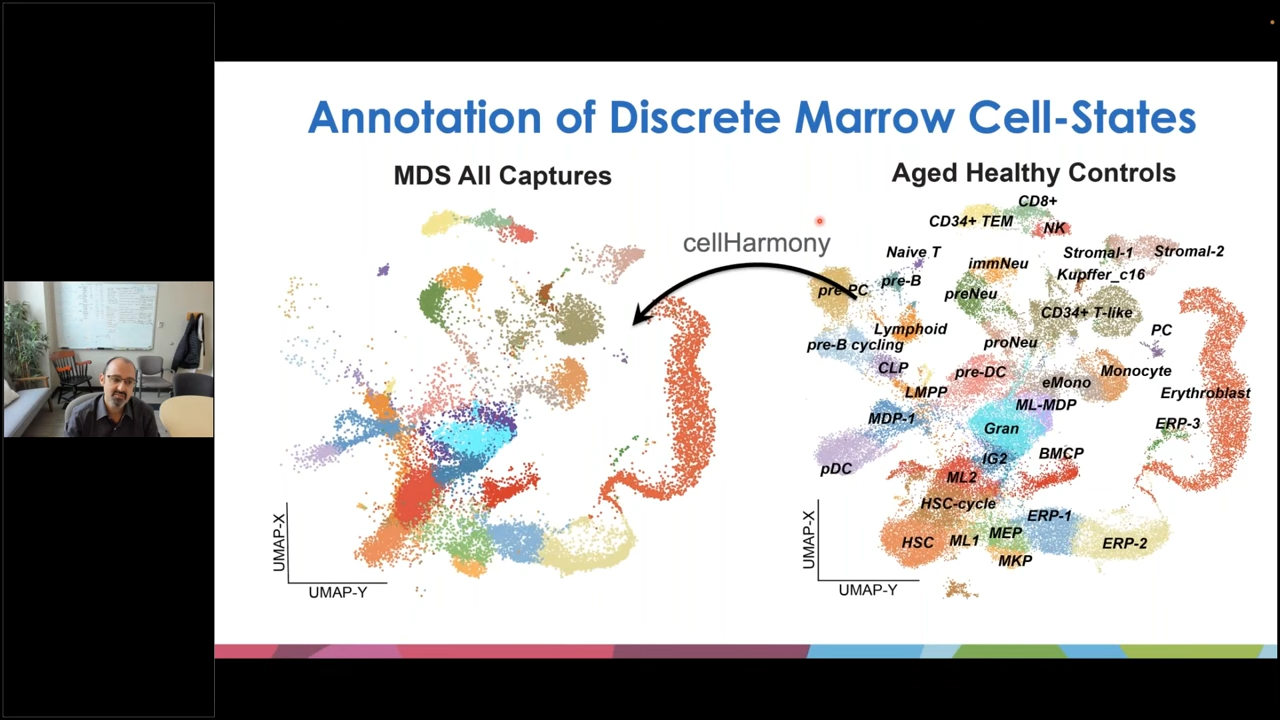 Annotation of Discrete Marrow Cell-States
MDS All Captures
Aged Healthy Controls
cellHarmony
CD8+
CD34+ TEM
NK
Naive T
immNeu
Stromal-1
Stromal-2
Kupffer_c16
pre-PC
pre-B
preNeu
CD34+ T-like
Lymphoid
PC
pre-B cycling
proNeu
CLP
pre-DC
Monocyte
eMono
LMPP
Erythroblast
ML-MDP
MDP-1
Gran
ERP-3
IG2
BMCP
pDC
ML2
HSC-cycle
ERP-1
HSC
ML1
MEP
ERP-2
MKP
UMAP-X
UMAP-Y
UMAP-X
UMAP-Y